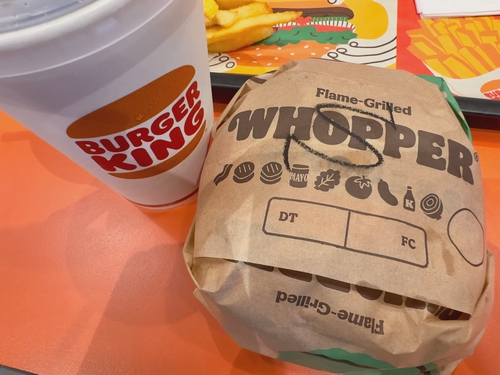 BURGER
KING
Flame-Grilled
WHOPPER
MAYO
K
DT
FC
Flame-Grilled